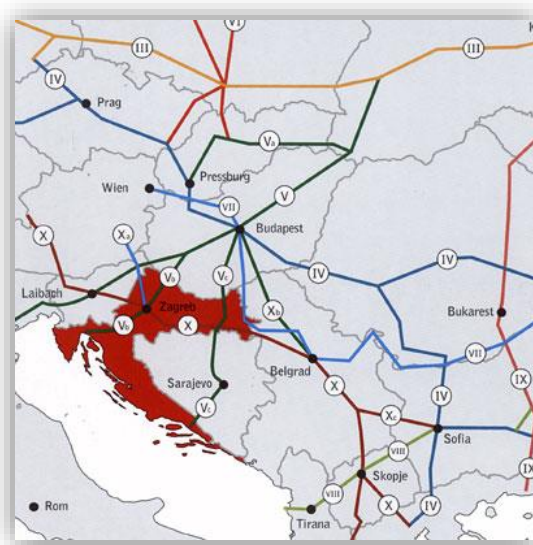 VI
III
III
IV
Prag
Va
Pressburg
Wien
V
VII
X
Xa
Budapest
IV
IV
Vb
Vc
Xb
Laibach
Zagreb
Bukarest
Vb
X
VII
Belgrad
IX
Sarajevo
X
IV
Vc
Xc
Sofia
VIII
IX
Skopje
Rom
VIII
X
IV
Tirana